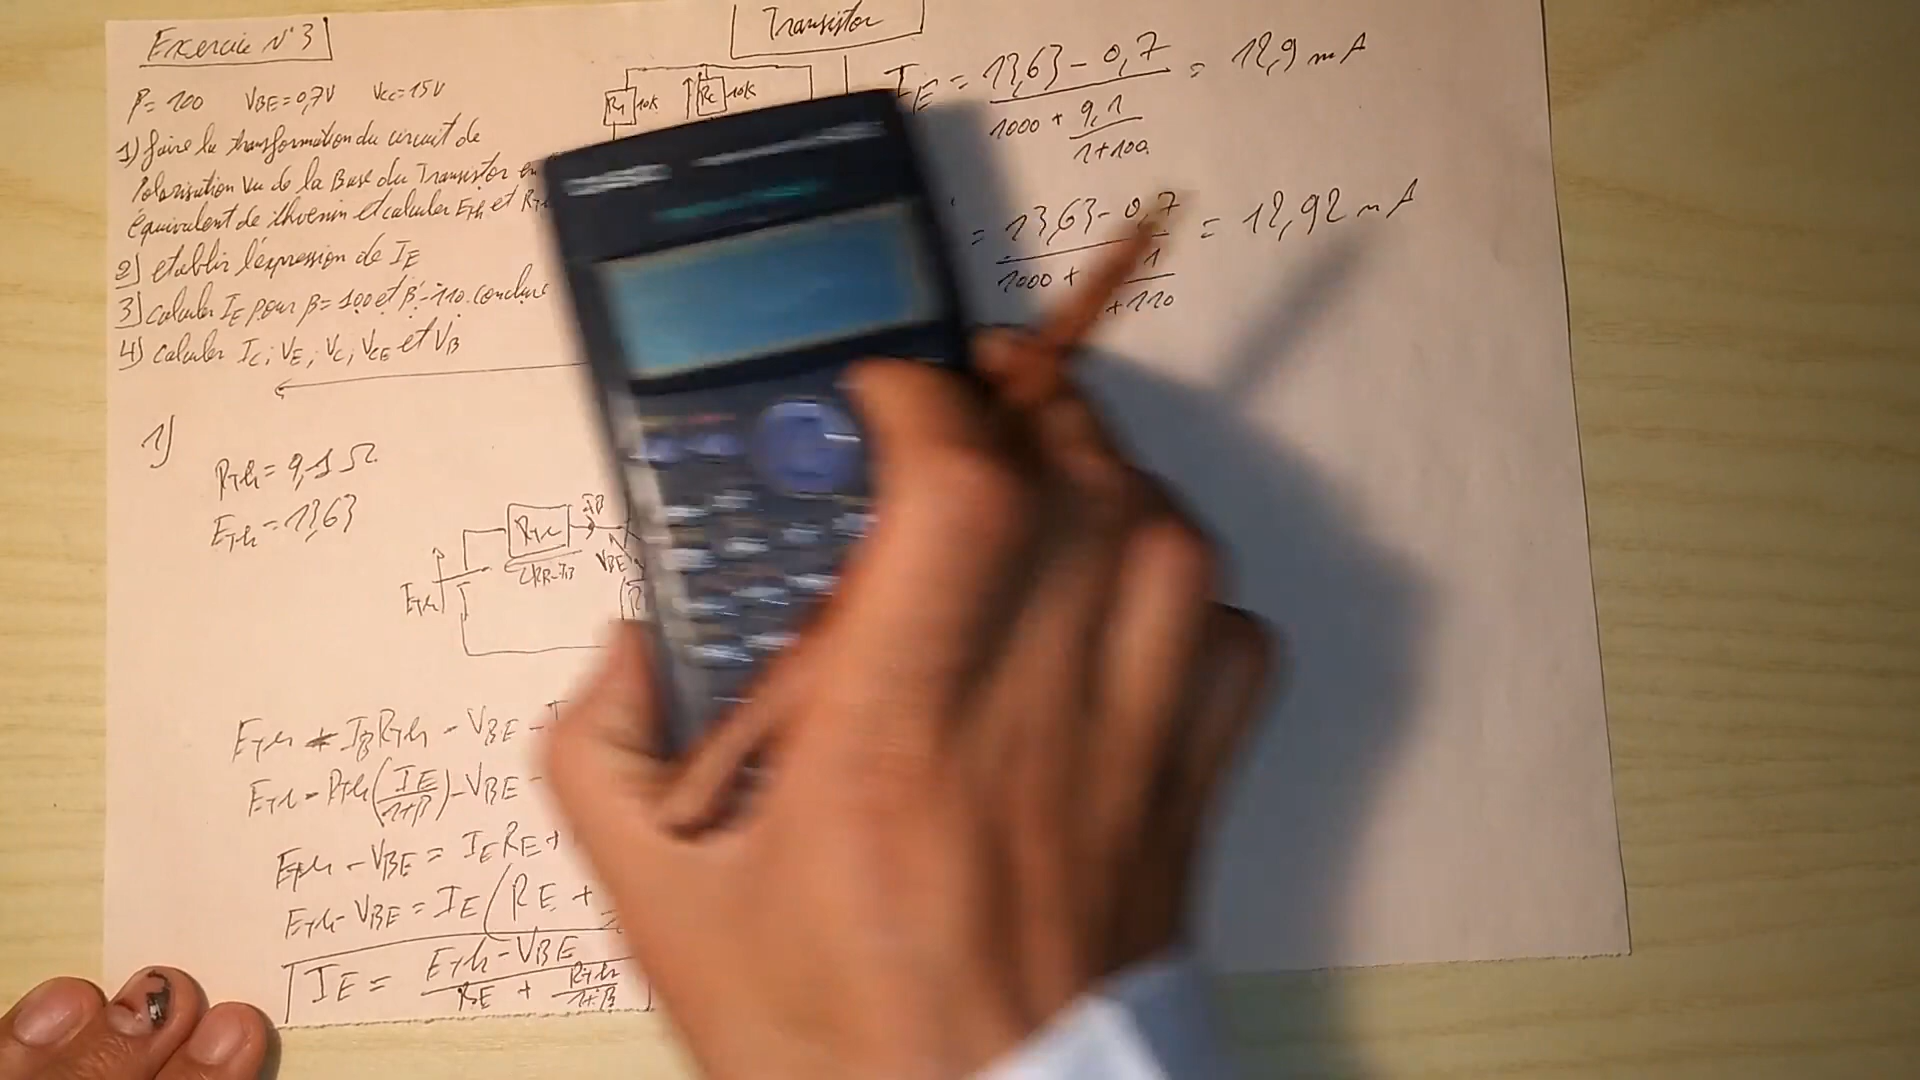 Exercie N°3
Transistor
β = 100 VBE = 0,7V Vcc = 15V
1) faire la transformation du circuit de
Polarisation Vu de la Base du Transistor en
équivalent de thvenin et calculer ETh et RTh
2) etablir l'expression de IE
3) calculer IE pour β = 100 et β' = 110. conclure
4) calculer IC ; VE ; VC ; VCE et VB
R1 10K RC 10K
IE = 13,63 - 0,7 / 1000 + 9,1 / 1+100 = 12,9 mA
= 13,63 - 0,7 / 1000 + 1 / +110 = 12,92 mA
1)
RTh = 9,1 Ω
ETh = 13,63
RTh IB
VBE
ETh
ETh - IB RTh - VBE - I
ETh - RTh (IE / 1+β) - VBE -
ETh - VBE = IE RE +
ETh - VBE = IE (RE +
IE = ETh - VBE / RE + RTh / 1+β